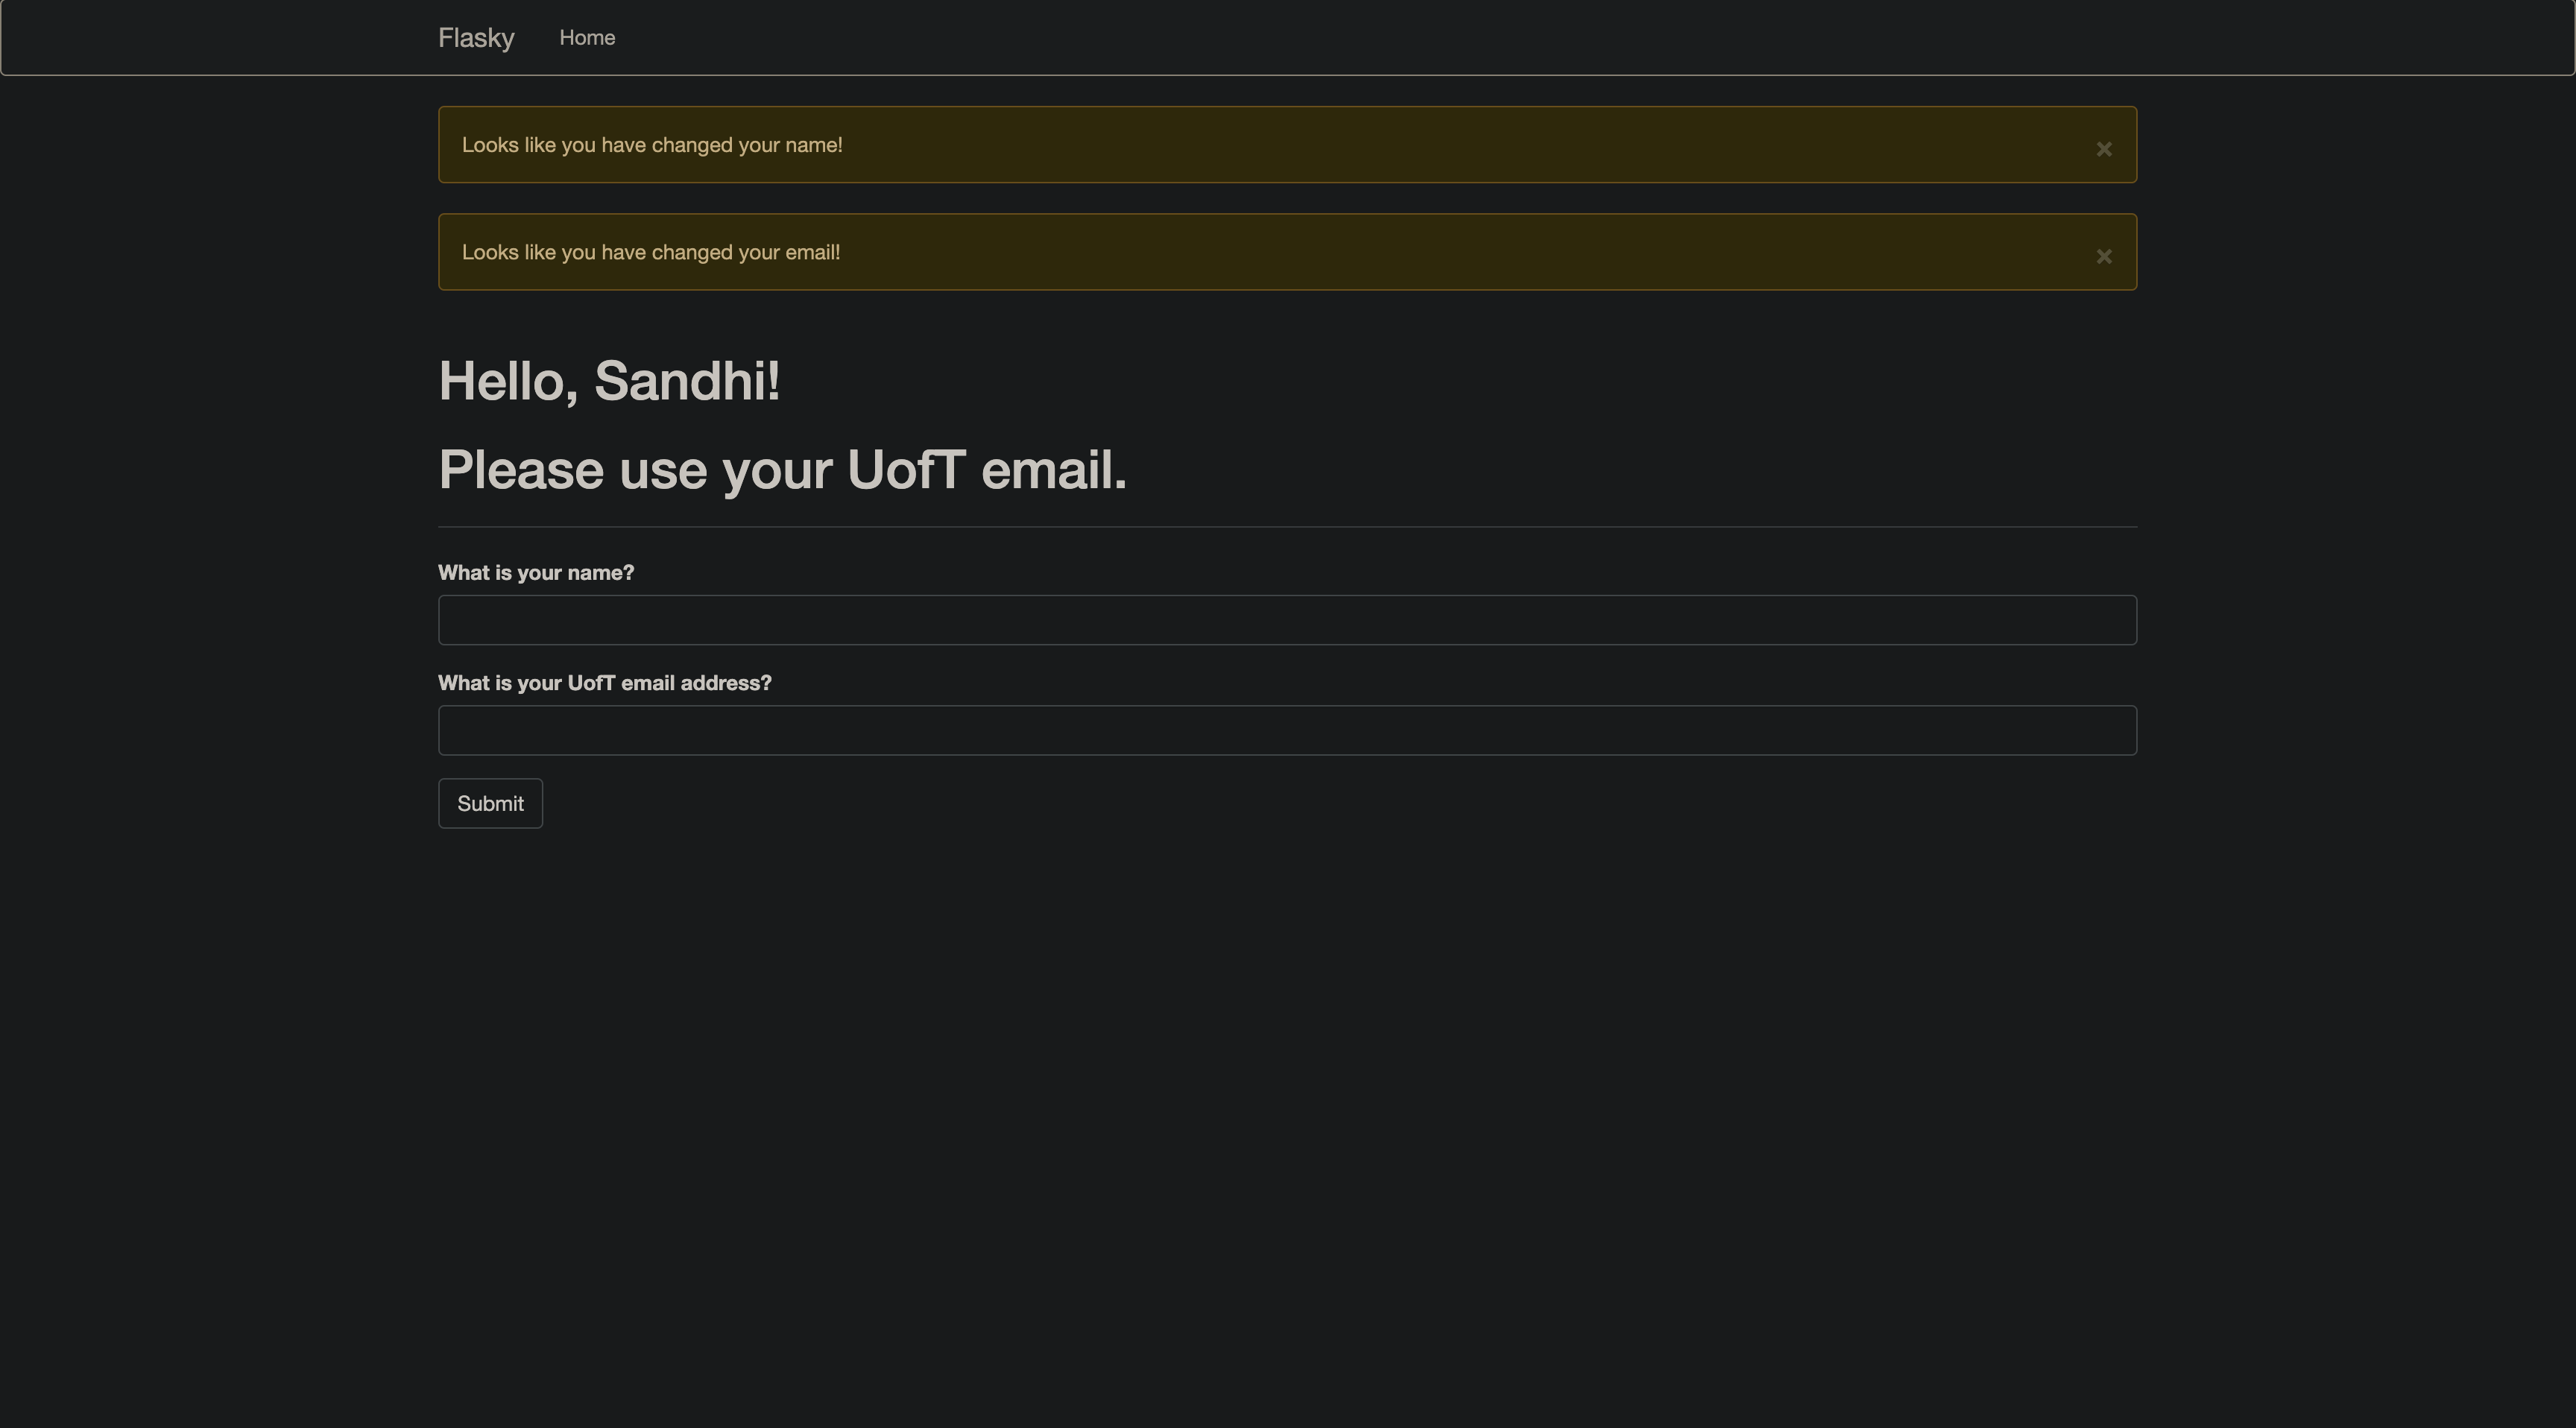 Flasky Home
Looks like you have changed your name! ×
Looks like you have changed your email! ×
Hello, Sandhi!
Please use your UofT email.
What is your name?
What is your UofT email address?
Submit